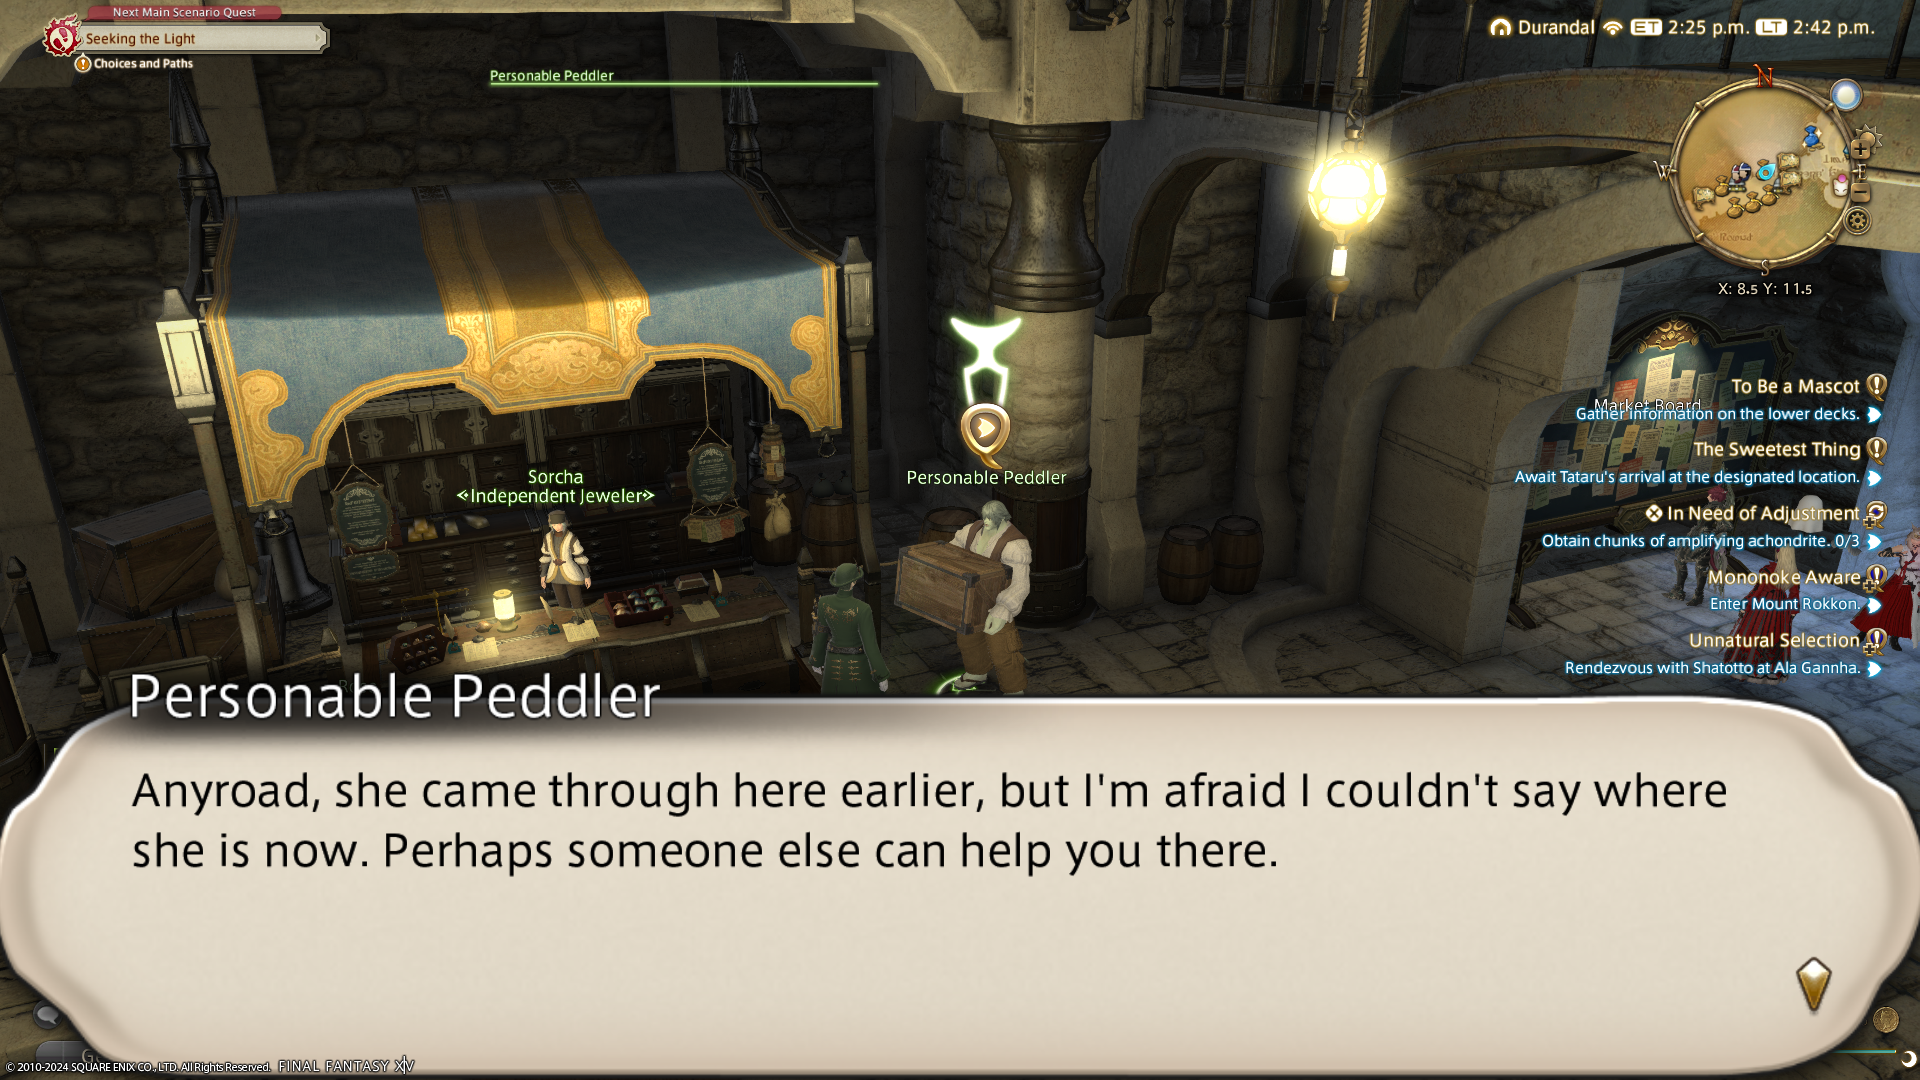 Next Main Scenario Quest
Seeking the Light
Choices and Paths
Personable Peddler
Durandal ET 2:25 p.m. LT 2:42 p.m.
N
W
E
S
X: 8.5 Y: 11.5
To Be a Mascot
Market Board
Gather information on the lower decks.
The Sweetest Thing
Await Tataru's arrival at the designated location.
In Need of Adjustment
Obtain chunks of amplifying achondrite. 0/3
Mononoke Aware
Enter Mount Rokkon.
Unnatural Selection
Rendezvous with Shatotto at Ala Gannha.
Sorcha
«Independent Jeweler»
Personable Peddler
Personable Peddler
Anyroad, she came through here earlier, but I'm afraid I couldn't say where
she is now. Perhaps someone else can help you there.
© 2010-2024 SQUARE ENIX CO., LTD. All Rights Reserved. FINAL FANTASY XIV